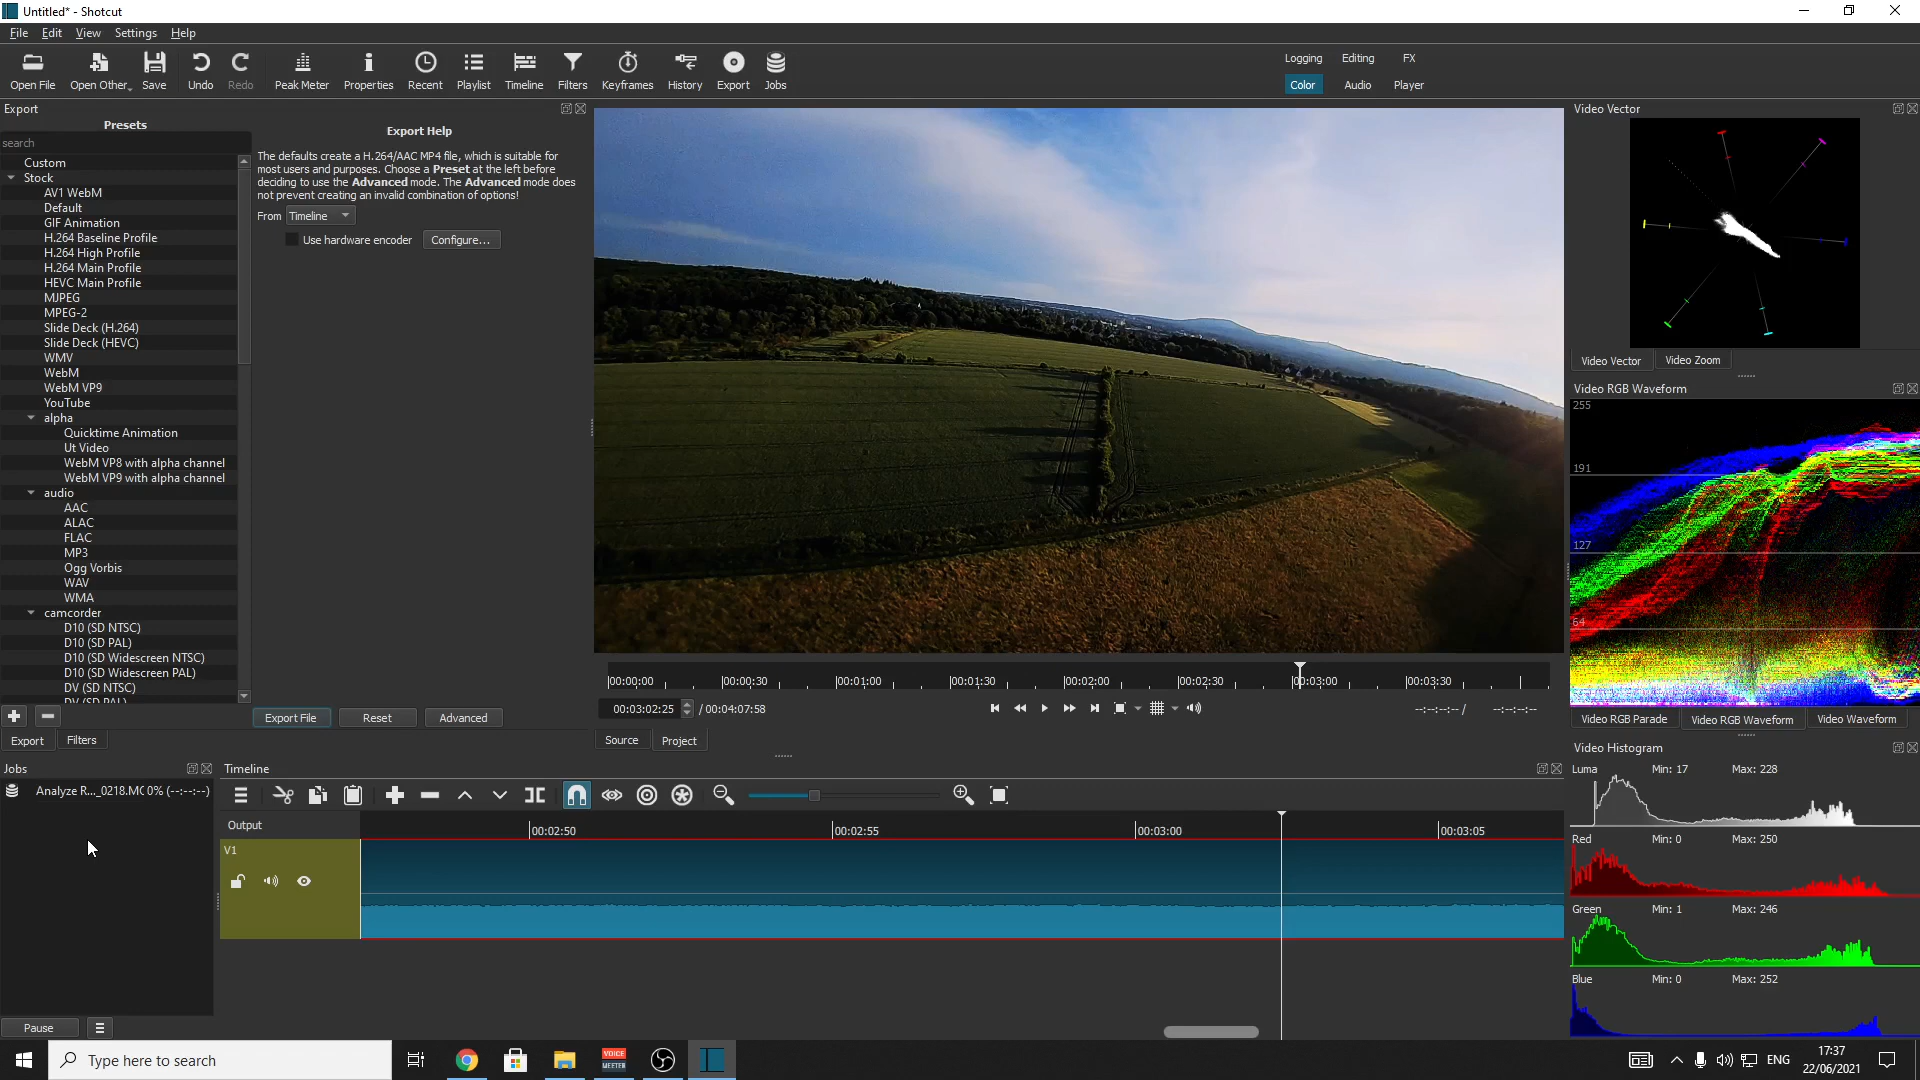 Untitled* - Shotcut
File Edit View Settings Help
Open File Open Other... Save Undo Redo Peak Meter Properties Recent Playlist Timeline Filters Keyframes History Export Jobs
Logging Editing FX
Color Audio Player
Export
Presets
search
Custom
Stock
AV1 WebM
Default
GIF Animation
H.264 Baseline Profile
H.264 High Profile
H.264 Main Profile
HEVC Main Profile
MJPEG
MPEG-2
Slide Deck (H.264)
Slide Deck (HEVC)
WMV
WebM
WebM VP9
YouTube
alpha
Quicktime Animation
Ut Video
WebM VP8 with alpha channel
WebM VP9 with alpha channel
audio
AAC
ALAC
FLAC
MP3
Ogg Vorbis
WAV
WMA
camcorder
D10 (SD NTSC)
D10 (SD PAL)
D10 (SD Widescreen NTSC)
D10 (SD Widescreen PAL)
DV (SD NTSC)
DV (SD PAL)
Export Help
The defaults create a H.264/AAC MP4 file, which is suitable for
most users and purposes. Choose a Preset at the left before
deciding to use the Advanced mode. The Advanced mode does
not prevent creating an invalid combination of options!
From Timeline
Use hardware encoder Configure...
Export File Reset Advanced
Export Filters
00:00:00 00:00:30 00:01:00 00:01:30 00:02:00 00:02:30 00:03:00 00:03:30
00:03:02:25 / 00:04:07:58
--:--:--:-- / --:--:--:--
Source Project
Video Vector
Video Vector Video Zoom
Video RGB Waveform
255
191
127
64
Video RGB Parade Video RGB Waveform Video Waveform
Video Histogram
Luma Min: 17 Max: 228
Red Min: 0 Max: 250
Green Min: 1 Max: 246
Blue Min: 0 Max: 252
Jobs
Analyze R..._0218.MC 0% (--:--:--)
Pause
Timeline
Output
00:02:50 00:02:55 00:03:00 00:03:05
V1
Type here to search
VOICE
MEETER
ENG
17:37
22/06/2021